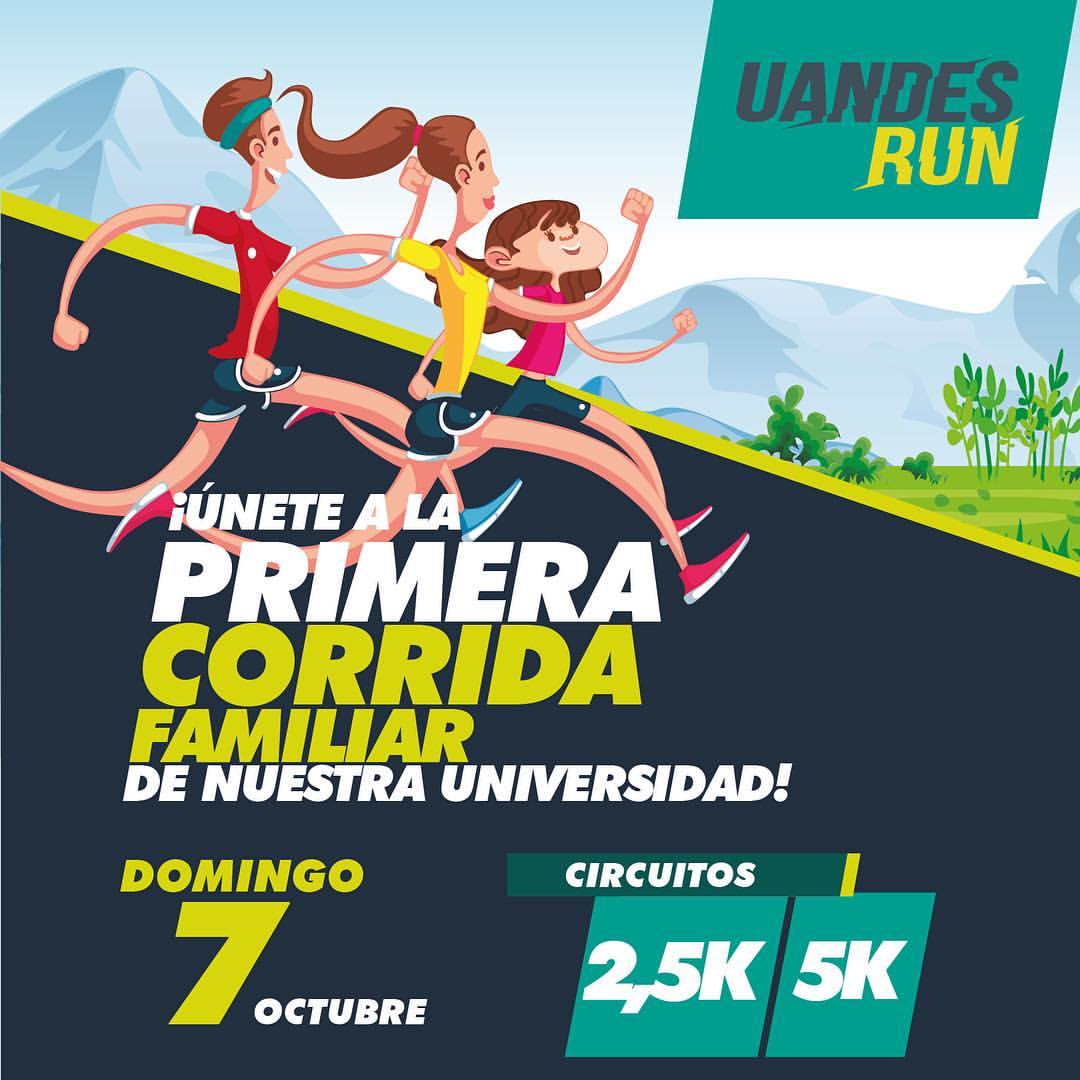 UANDES
RUN
¡ÚNETE A LA
PRIMERA
CORRIDA
FAMILIAR
DE NUESTRA UNIVERSIDAD!
DOMINGO
7 OCTUBRE
CIRCUITOS
2,5K 5K